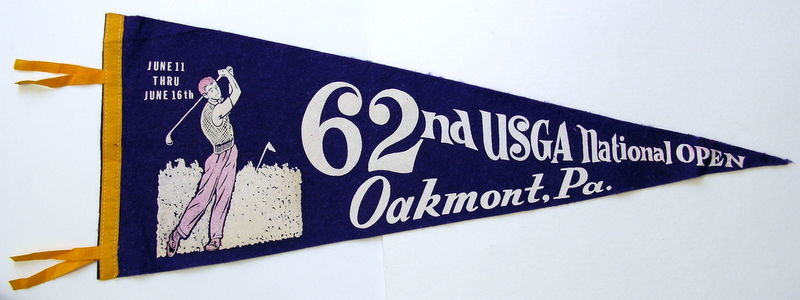 JUNE 11
THRU
JUNE 16th
62nd USGA National OPEN
Oakmont, Pa.